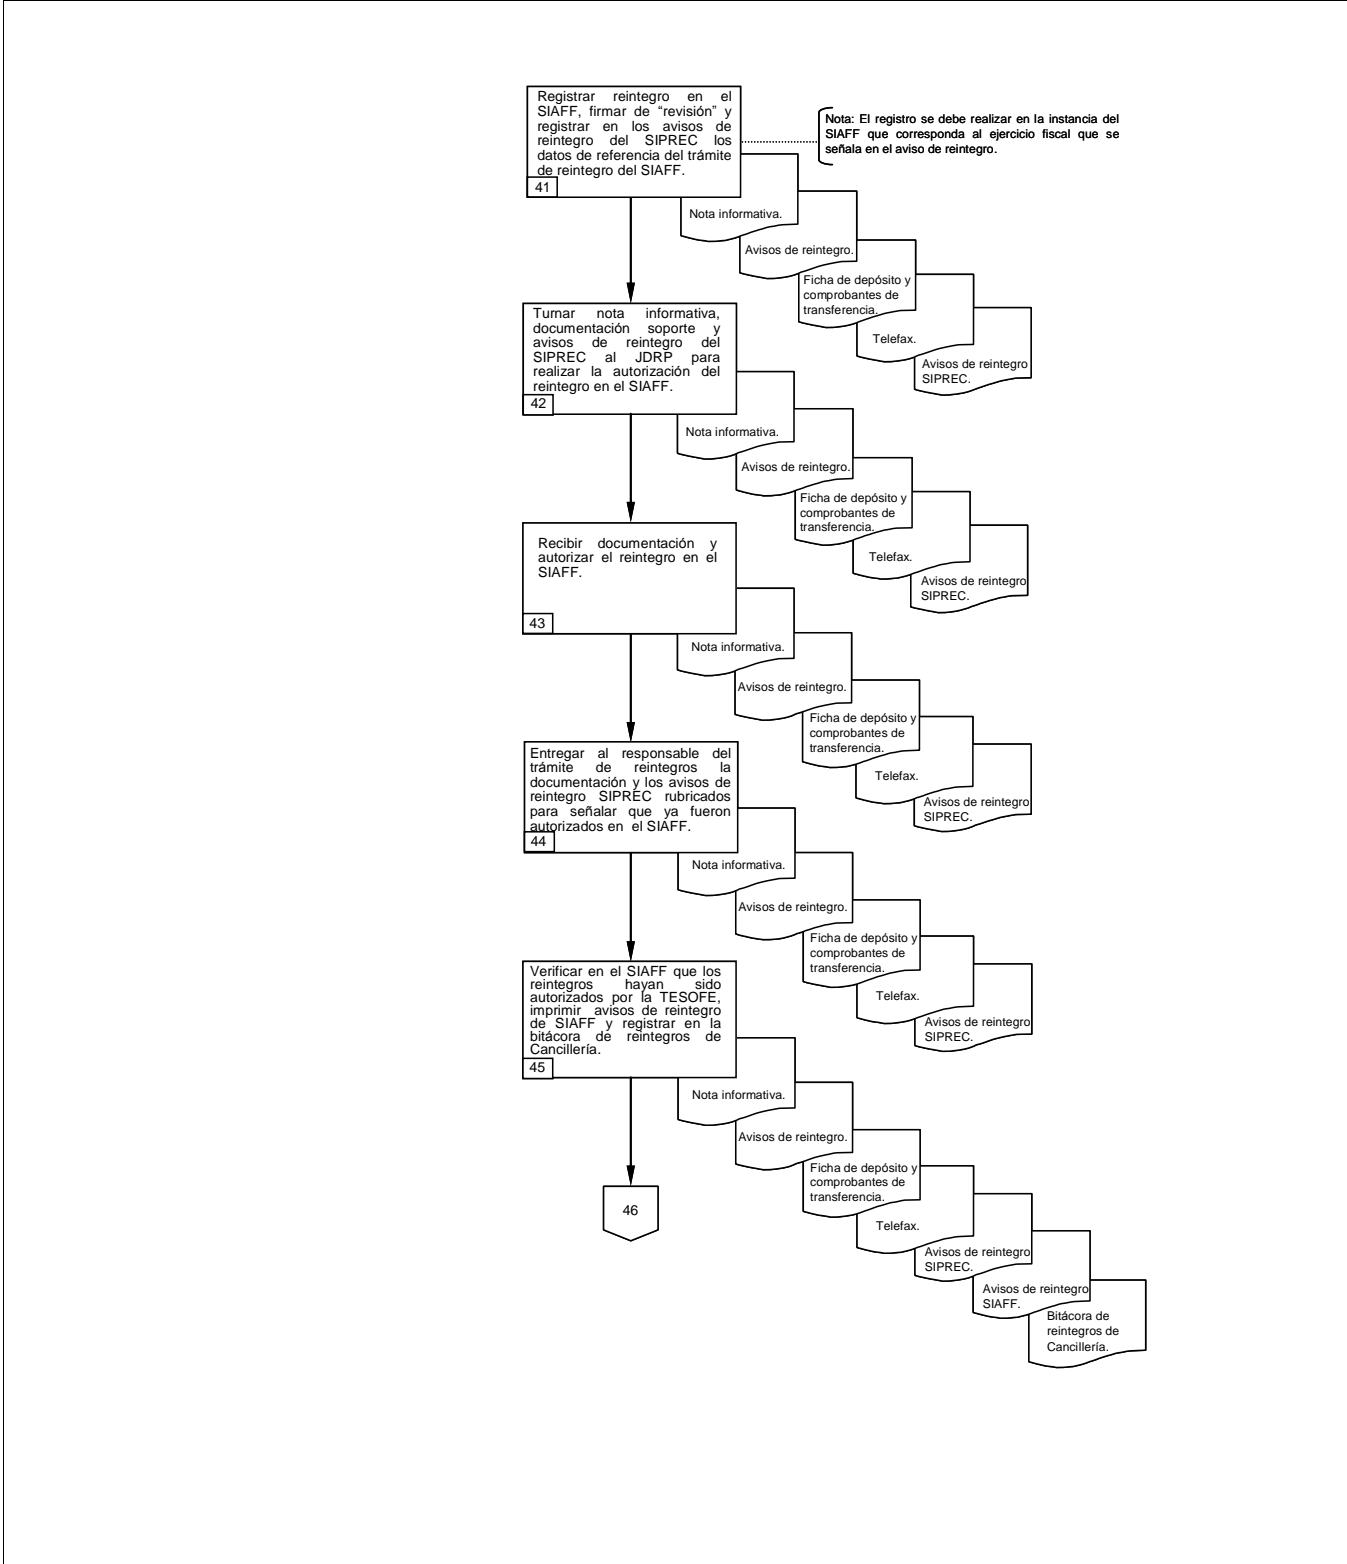 Registrar reintegro en el
SIAFF, firmar de “revisión” y
registrar en los avisos de
reintegro del SIPREC los
datos de referencia del trámite
de reintegro del SIAFF.
41
Nota: El registro se debe realizar en la instancia del
SIAFF que corresponda al ejercicio fiscal que se
señala en el aviso de reintegro.
Nota informativa.
Avisos de reintegro.
Ficha de depósito y
comprobantes de
transferencia.
Telefax.
Avisos de reintegro
SIPREC.
Turnar nota informativa,
documentación soporte y
avisos de reintegro del
SIPREC al JDRP para
realizar la autorización del
reintegro en el SIAFF.
42
Nota informativa.
Avisos de reintegro.
Ficha de depósito y
comprobantes de
transferencia.
Telefax.
Avisos de reintegro
SIPREC.
Recibir documentación y
autorizar el reintegro en el
SIAFF.
43
Nota informativa.
Avisos de reintegro.
Ficha de depósito y
comprobantes de
transferencia.
Telefax.
Avisos de reintegro
SIPREC.
Entregar al responsable del
trámite de reintegros la
documentación y los avisos de
reintegro SIPREC rubricados
para señalar que ya fueron
autorizados en el SIAFF.
44
Nota informativa.
Avisos de reintegro.
Ficha de depósito y
comprobantes de
transferencia.
Telefax.
Avisos de reintegro
SIPREC.
Verificar en el SIAFF que los
reintegros hayan sido
autorizados por la TESOFE,
imprimir avisos de reintegro
de SIAFF y registrar en la
bitácora de reintegros de
Cancillería.
45
Nota informativa.
Avisos de reintegro.
Ficha de depósito y
comprobantes de
transferencia.
Telefax.
Avisos de reintegro
SIPREC.
Avisos de reintegro
SIAFF.
Bitácora de
reintegros de
Cancillería.
46